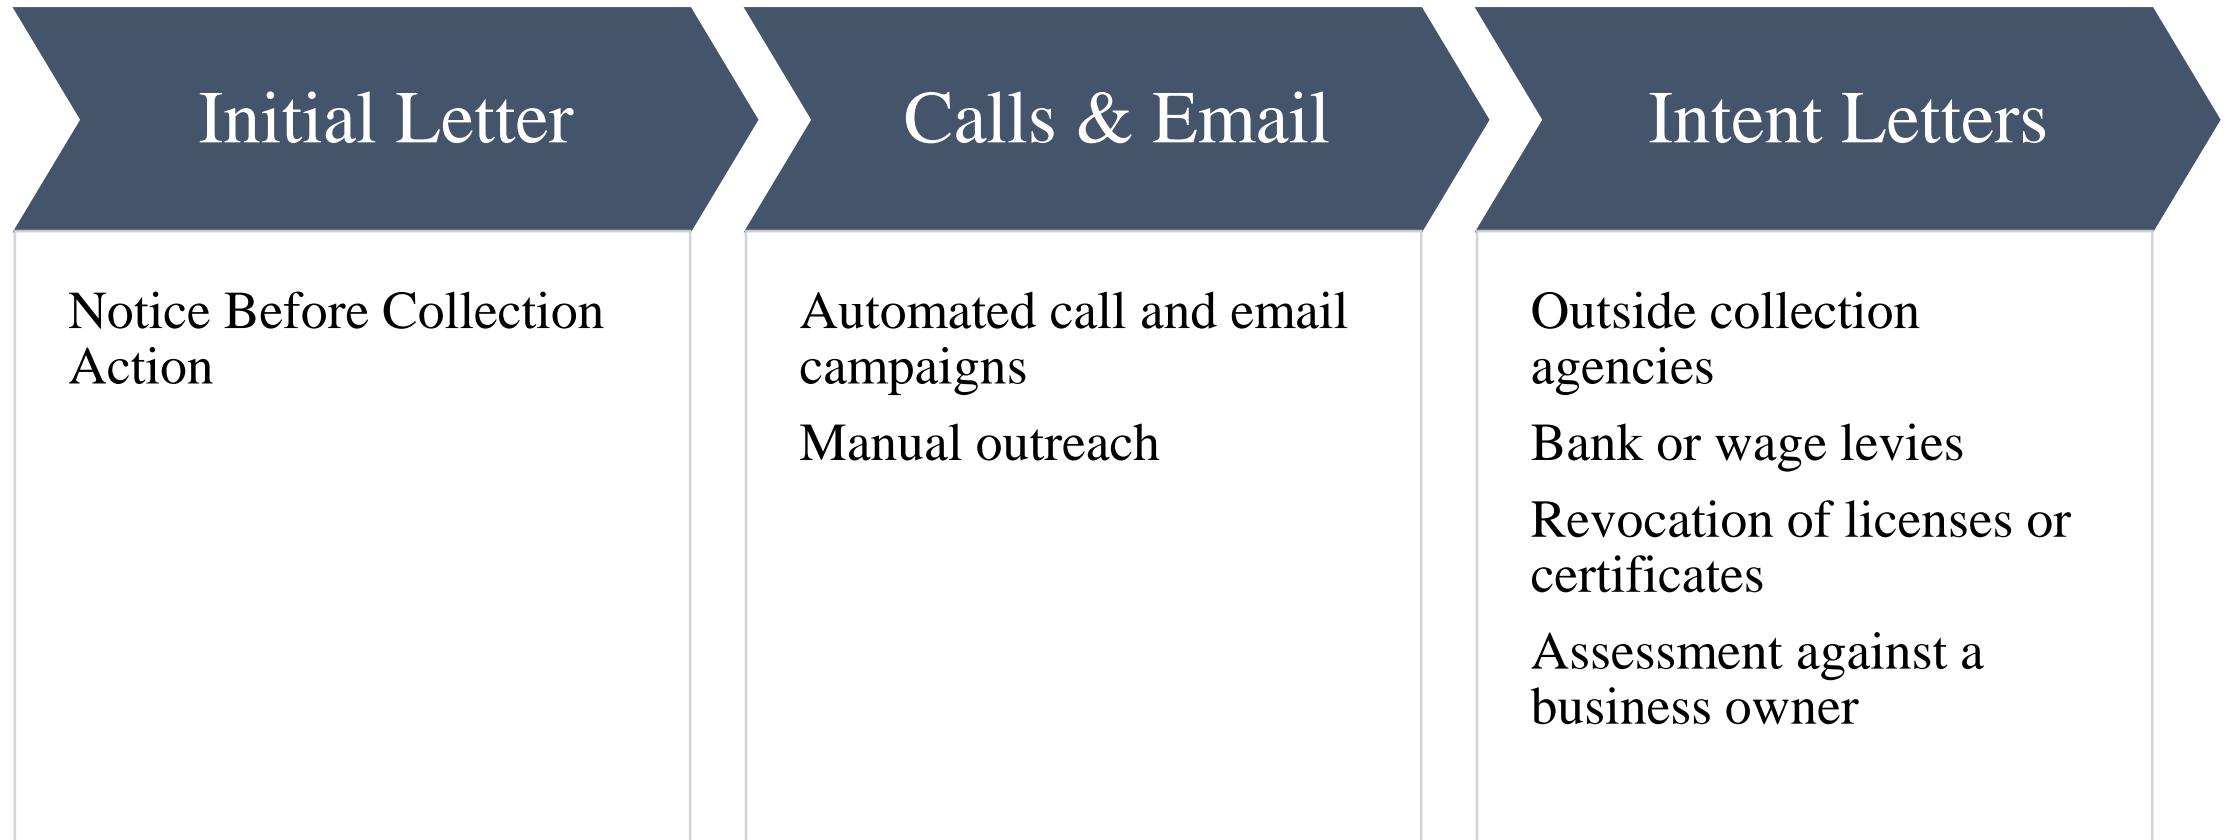 Initial Letter
Notice Before Collection
Action
Calls & Email
Automated call and email
campaigns
Manual outreach
Intent Letters
Outside collection
agencies
Bank or wage levies
Revocation of licenses or
certificates
Assessment against a
business owner